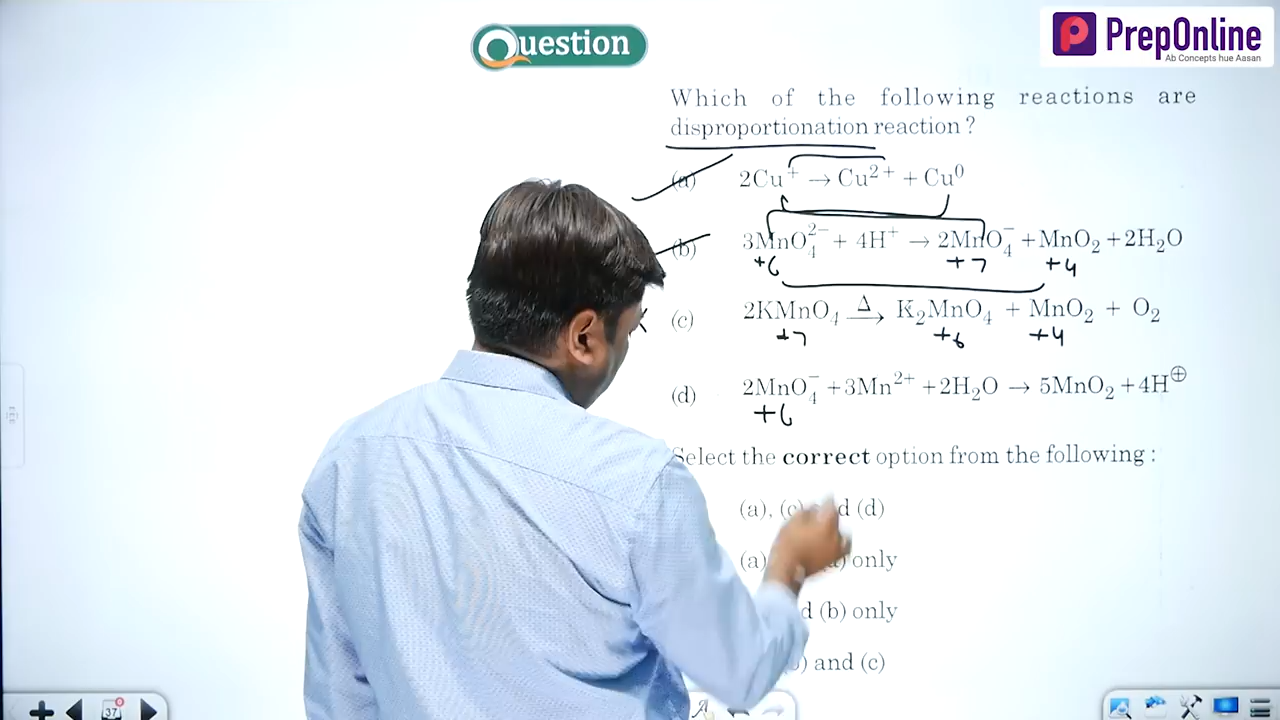 Question
PrepOnline
Ab Concepts hue Aasan
Which of the following reactions are
disproportionation reaction ?
(a) 2Cu⁺ → Cu²⁺ + Cu⁰
(b) 3MnO₄²⁻ + 4H⁺ → 2MnO₄⁻ + MnO₂ + 2H₂O
+6 +7 +4
(c) 2KMnO₄ —Δ→ K₂MnO₄ + MnO₂ + O₂
+7 +6 +4
(d) 2MnO₄⁻ + 3Mn²⁺ + 2H₂O → 5MnO₂ + 4H⊕
+6
Select the correct option from the following :
(a), (c) and (d)
(a) only
(b) only
and (c)
37